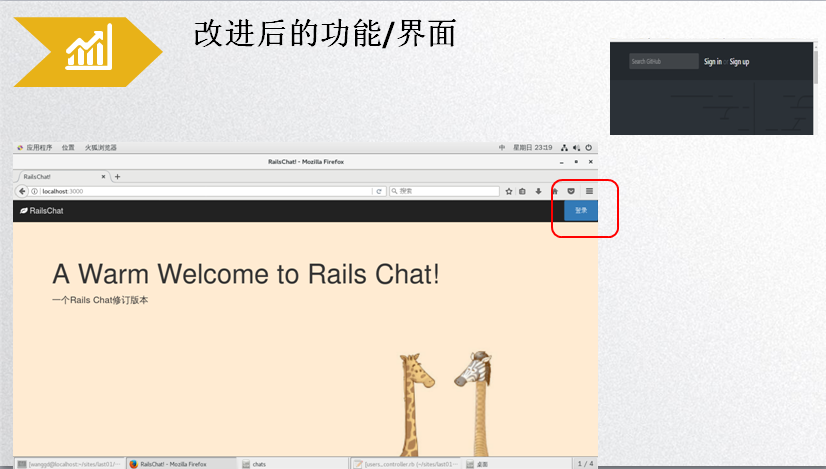 改进后的功能/界面
Search GitHub
Sign in or Sign up
应用程序 位置 火狐浏览器
中 星期日 23:19
RailsChat! - Mozilla Firefox
RailsChat!
localhost:3000
搜索
RailsChat
登录
A Warm Welcome to Rails Chat!
一个Rails Chat修订版本
[wangg@localhost:~/sites/last01/···
RailsChat! - Mozilla Firefox
chats
[users_controller.rb (~/sites/last01···
桌面
1 / 4